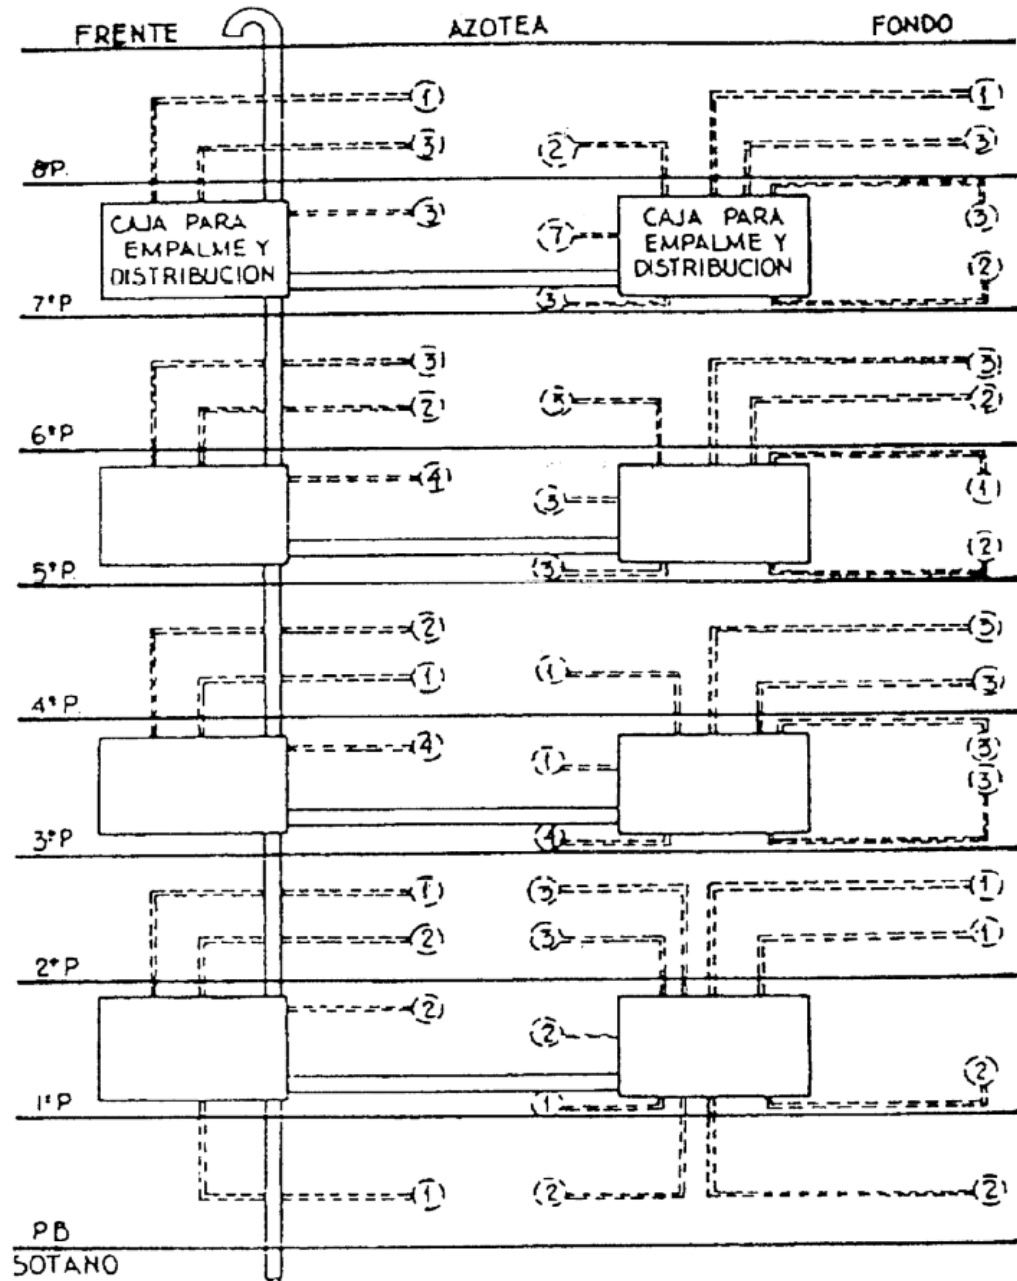 FRENTE AZOTEA FONDO
1 1
3 2 3
8P.
CAJA PARA EMPALME Y DISTRIBUCION
3
7
CAJA PARA EMPALME Y DISTRIBUCION
3
2
3
7°P
3 3
2 3 2
6°P
4 3 1
3 2
5°P.
2 3
1 1 3
4°P
4 1 3
3
4
3°P
1 3 1
2 3 1
2°P
2 2
1 2
1°P
1 2 2
PB
SOTANO